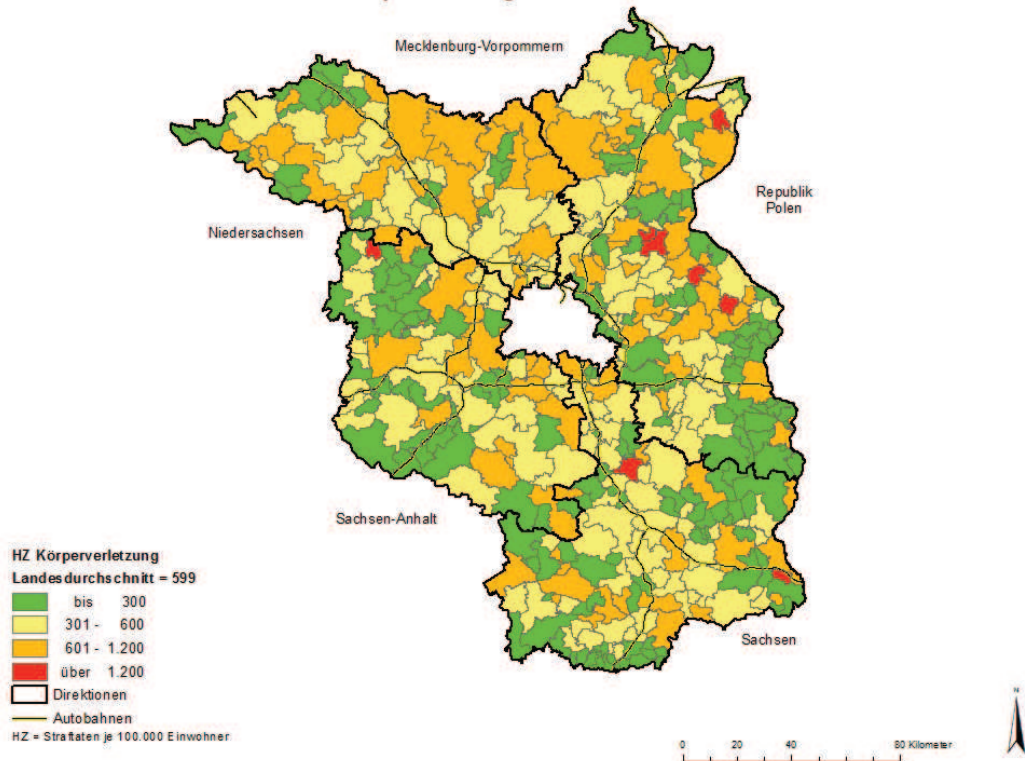 Mecklenburg-Vorpommern
Republik
Polen
Niedersachsen
Sachsen-Anhalt
Sachsen
HZ Körperverletzung
Landesdurchschnitt = 599
bis 300
301 - 600
601 - 1.200
über 1.200
Direktionen
Autobahnen
HZ = Straftaten je 100.000 Einwohner
N
0 20 40 80 Kilometer